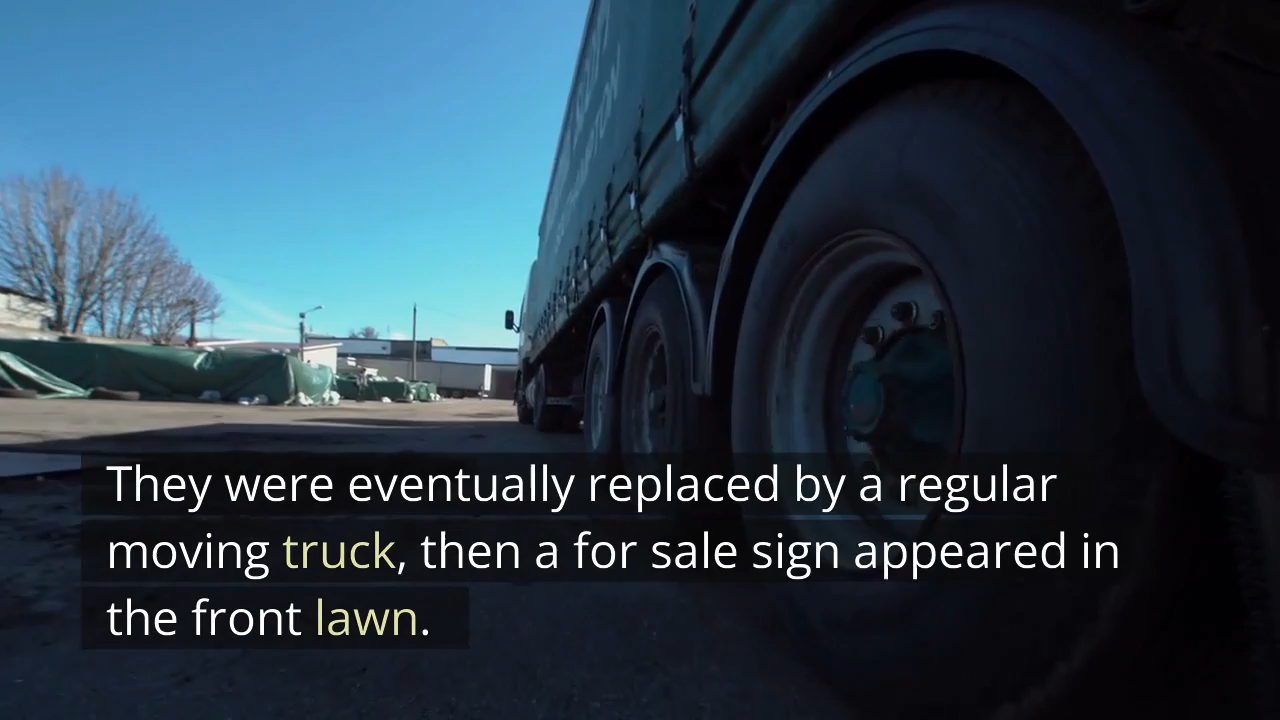 They were eventually replaced by a regular
moving truck, then a for sale sign appeared in
the front lawn.